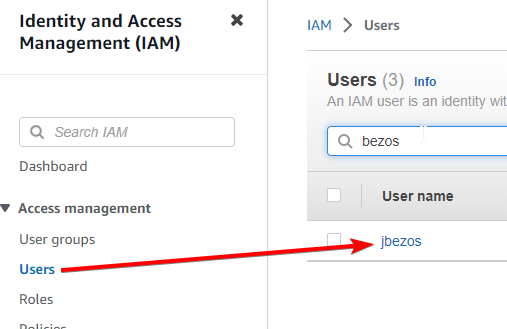 Identity and Access
Management (IAM)
Search IAM
Dashboard
Access management
User groups
Users
Roles
Policies
IAM > Users
Users (3) Info
An IAM user is an identity wit
bezos
User name
jbezos